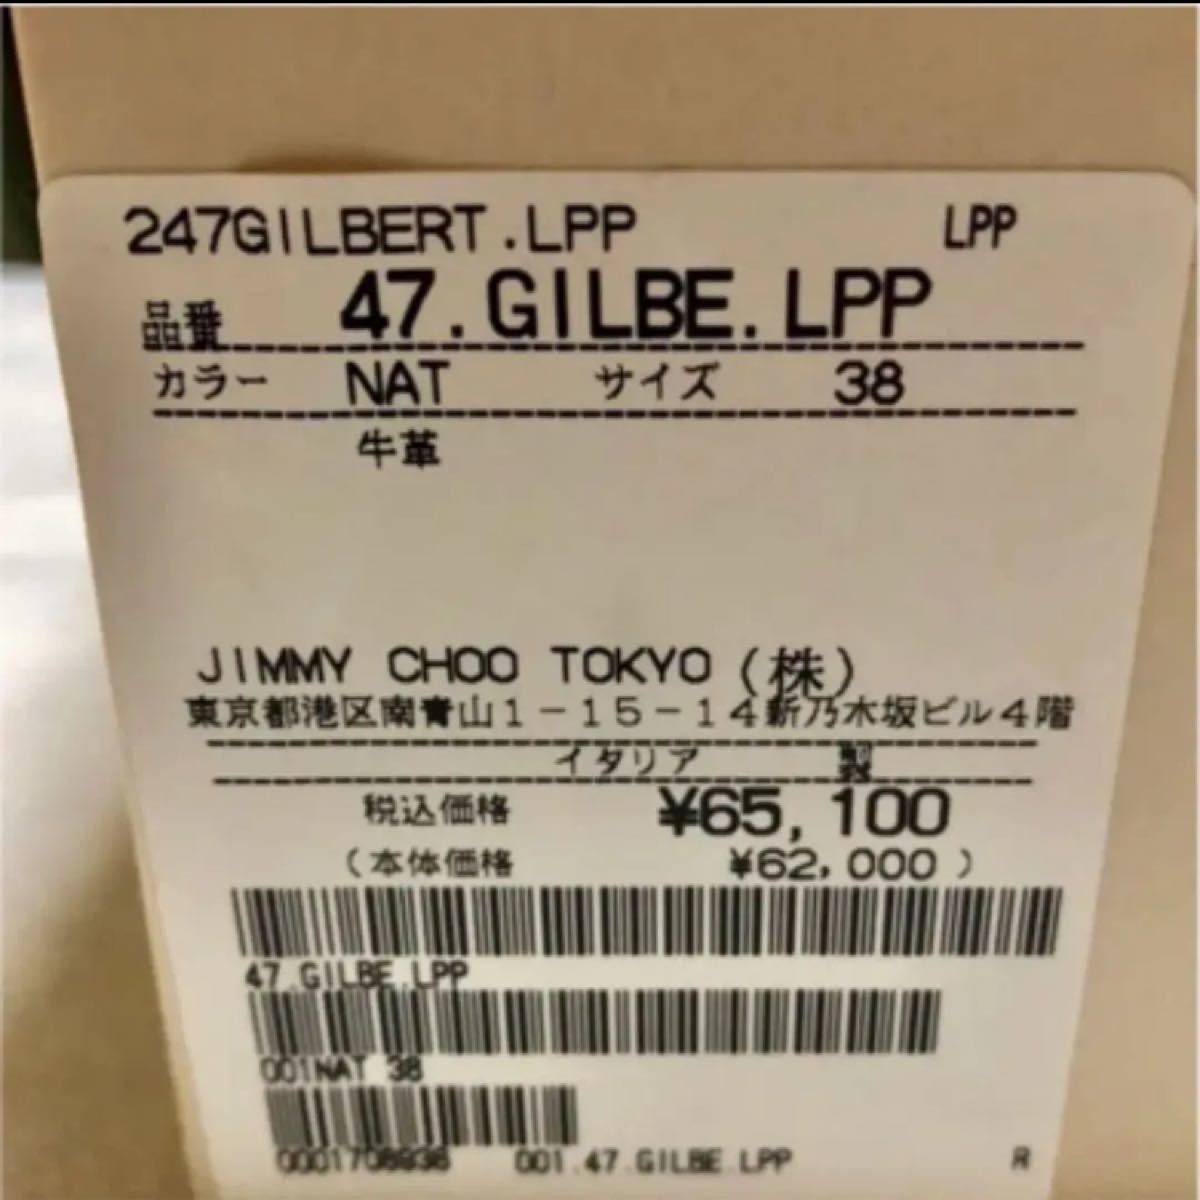 247GILBERT.LPP LPP
品番 47.GILBE.LPP
カラー NAT サイズ 38
牛革
JIMMY CHOO TOKYO(株)
東京都港区南青山1-15-14新乃木坂ビル4階
イタリア 製
税込価格 ¥65,100
(本体価格 ¥62,000)
47.GILBE.LPP
001NAT 38
001.47.GILBE.LPP R